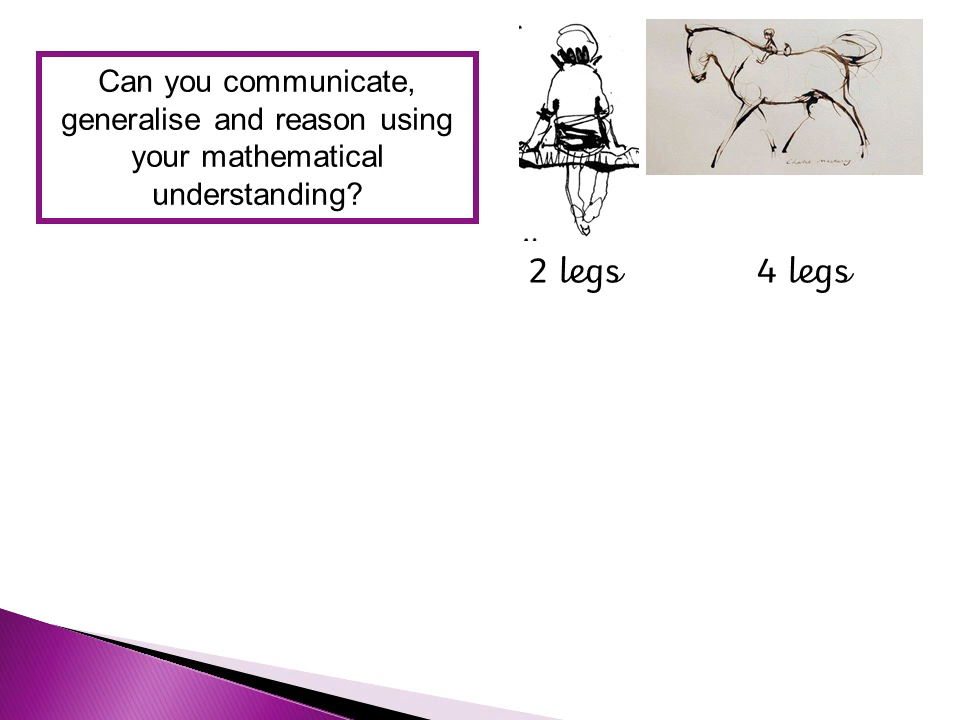 Can you communicate,
generalise and reason using
your mathematical
understanding?
2 legs
4 legs